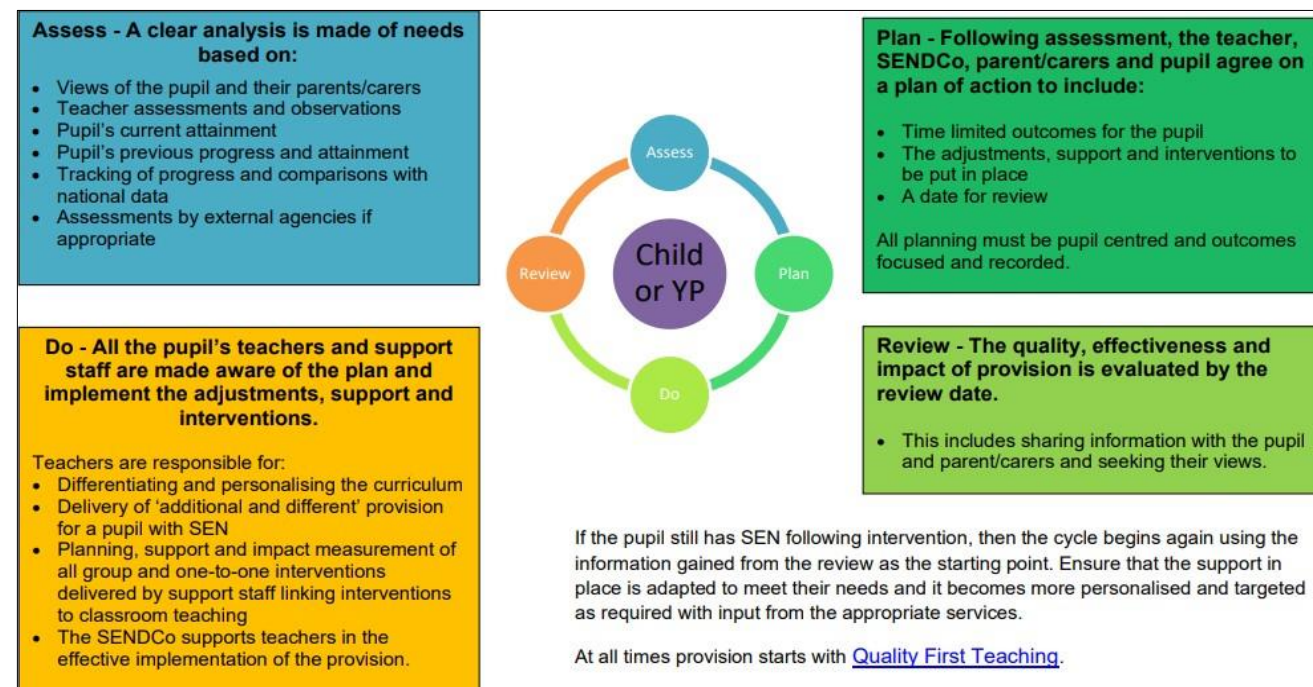 Assess - A clear analysis is made of needs
based on:
• Views of the pupil and their parents/carers
• Teacher assessments and observations
• Pupil's current attainment
• Pupil's previous progress and attainment
• Tracking of progress and comparisons with
national data
• Assessments by external agencies if
appropriate
Assess
Plan
Do
Review
Child
or YP
Plan - Following assessment, the teacher,
SENDCo, parent/carers and pupil agree on
a plan of action to include:
• Time limited outcomes for the pupil
• The adjustments, support and interventions to
be put in place
• A date for review
All planning must be pupil centred and outcomes
focused and recorded.
Do - All the pupil's teachers and support
staff are made aware of the plan and
implement the adjustments, support and
interventions.
Teachers are responsible for:
• Differentiating and personalising the curriculum
• Delivery of 'additional and different' provision
for a pupil with SEN
• Planning, support and impact measurement of
all group and one-to-one interventions
delivered by support staff linking interventions
to classroom teaching
• The SENDCo supports teachers in the
effective implementation of the provision.
Review - The quality, effectiveness and
impact of provision is evaluated by the
review date.
• This includes sharing information with the pupil
and parent/carers and seeking their views.
If the pupil still has SEN following intervention, then the cycle begins again using the
information gained from the review as the starting point. Ensure that the support in
place is adapted to meet their needs and it becomes more personalised and targeted
as required with input from the appropriate services.
At all times provision starts with Quality First Teaching.